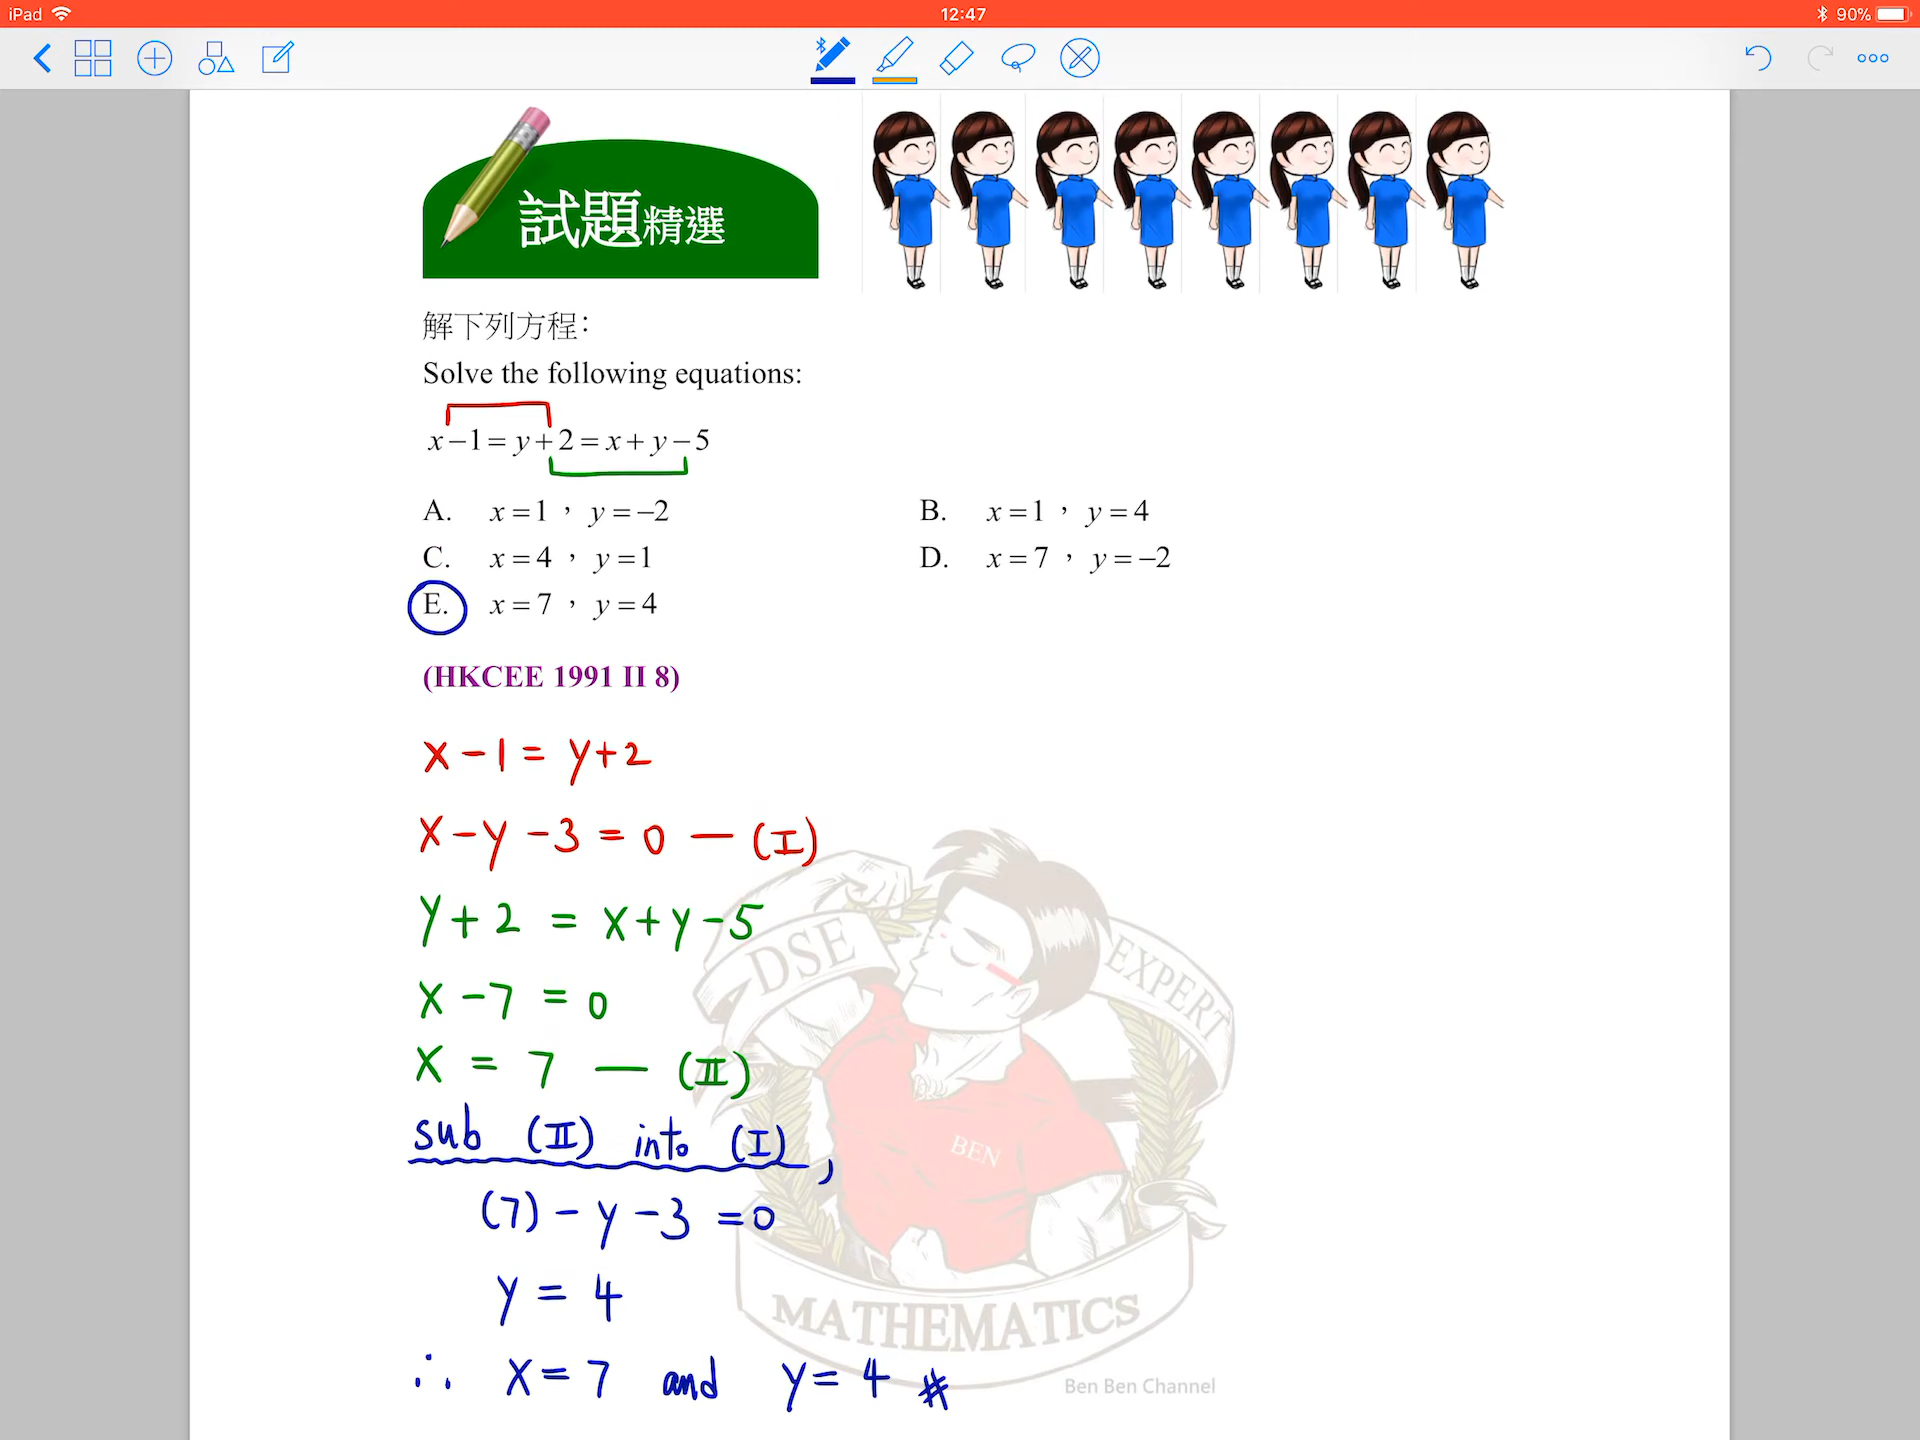 iPad 12:47 90%
試題精選
解下列方程：
Solve the following equations:
x−1=y+2=x+y−5
A. x=1，y=−2 B. x=1，y=4
C. x=4，y=1 D. x=7，y=−2
E. x=7，y=4
(HKCEE 1991 II 8)
x−1= y+2
x−y−3 = 0 — (I)
y+2 = x+y−5
x−7 = 0
x = 7 — (II)
sub (II) into (I),
(7)−y−3 =0
y = 4
∴ x=7 and y=4 #
DSE EXPERT
BEN
MATHEMATICS
Ben Ben Channel